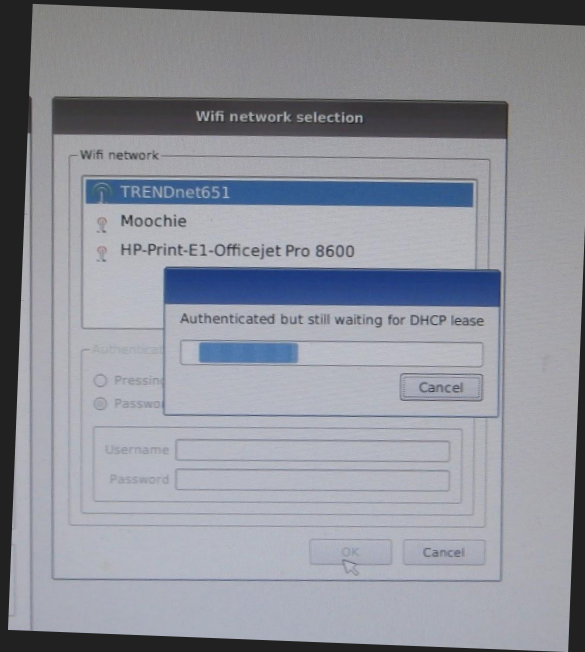 Wifi network selection
Wifi network
TRENDnet651
Moochie
HP-Print-E1-Officejet Pro 8600
Authenticated but still waiting for DHCP lease
Cancel
Username
Password
OK
Cancel